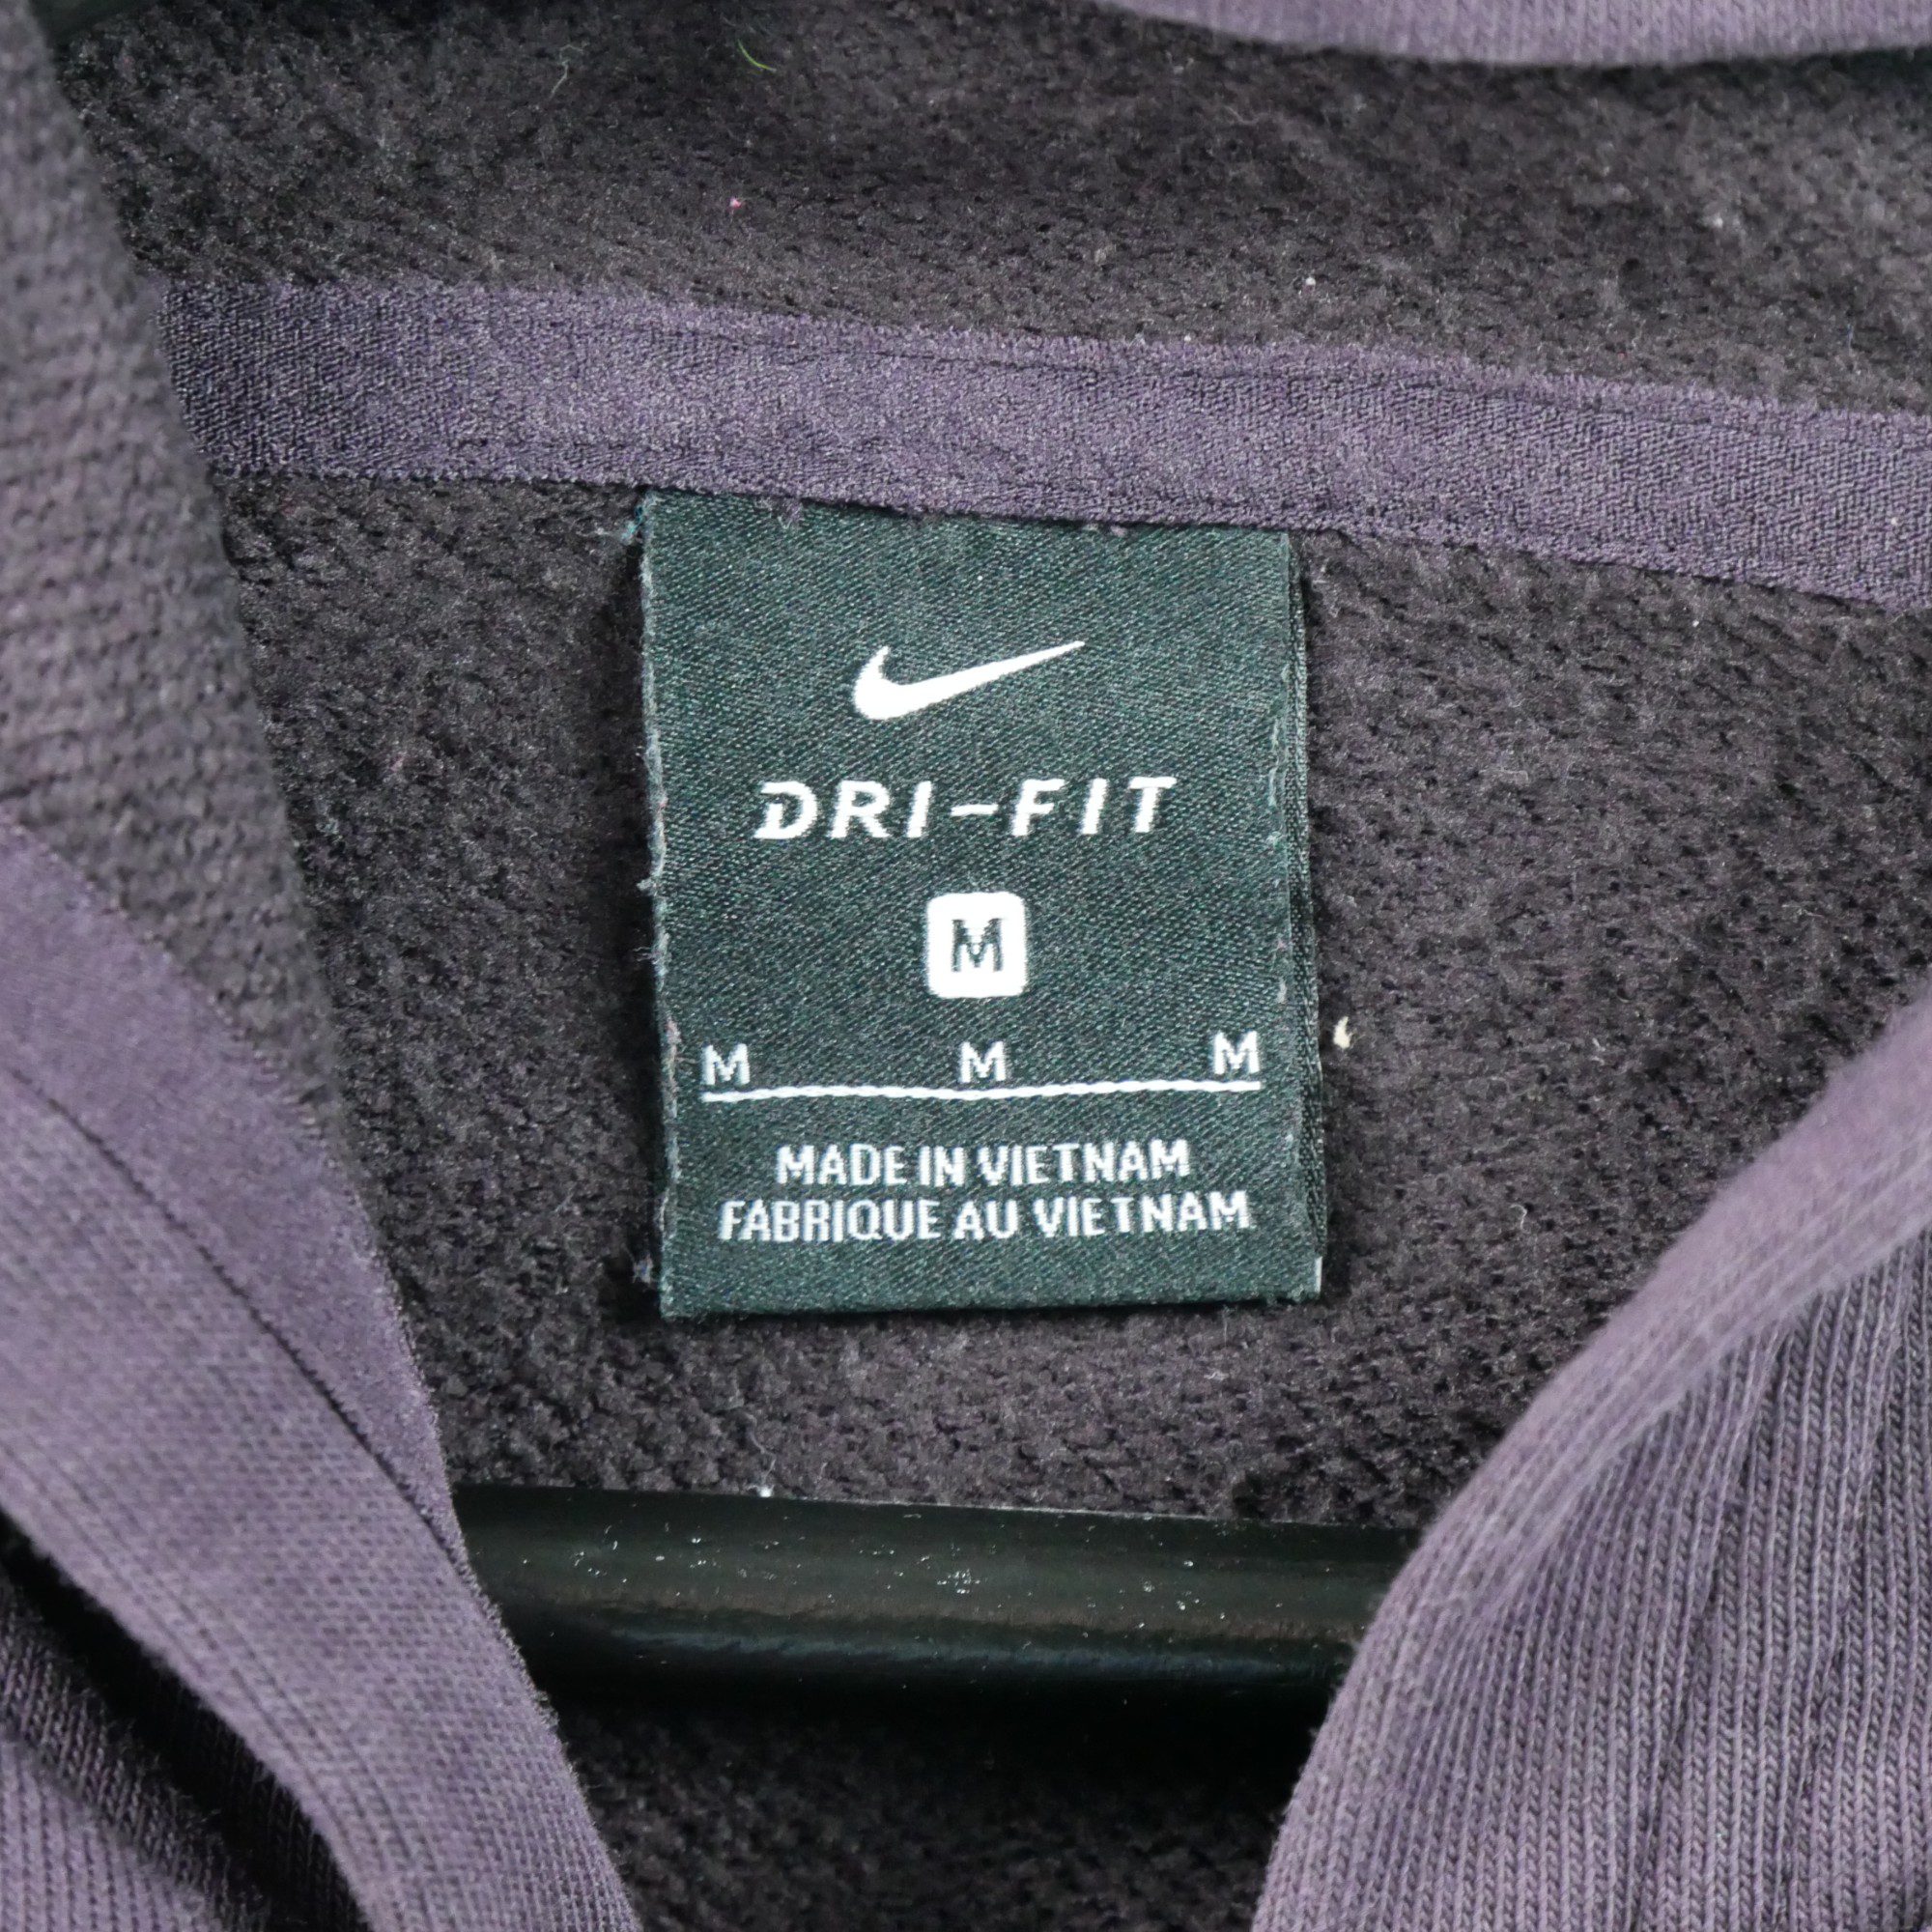 DRI-FIT
M
M M M
MADE IN VIETNAM
FABRIQUE AU VIETNAM